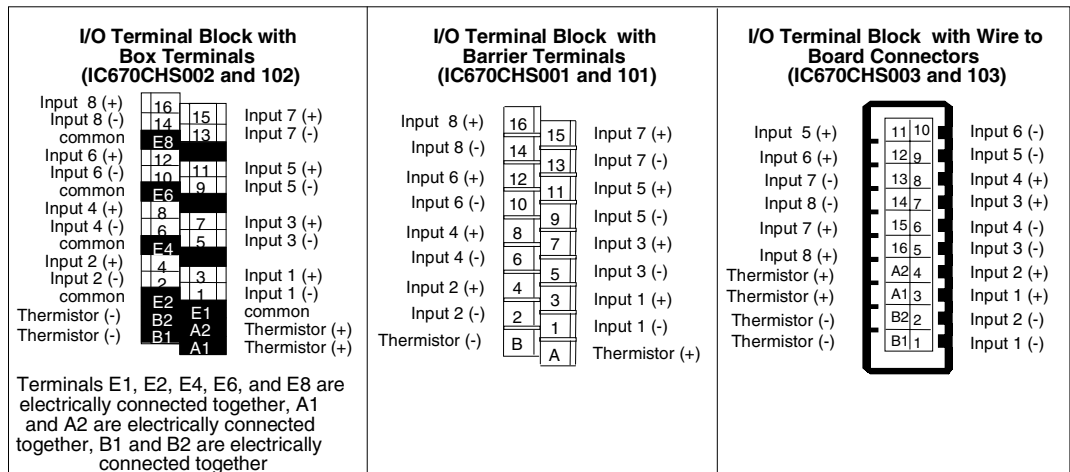 I/O Terminal Block with
Box Terminals
(IC670CHS002 and 102)
Input 8 (+) 16
Input 8 (-) 14 15 Input 7 (+)
common E8 13 Input 7 (-)
Input 6 (+) 12
Input 6 (-) 10 11 Input 5 (+)
common E6 9 Input 5 (-)
Input 4 (+) 8
Input 4 (-) 6 7 Input 3 (+)
common E4 5 Input 3 (-)
Input 2 (+) 4
Input 2 (-) 2 3 Input 1 (+)
common E2 1 Input 1 (-)
Thermistor (-) B2 E1 common
Thermistor (-) B1 A2 Thermistor (+)
A1 Thermistor (+)
Terminals E1, E2, E4, E6, and E8 are
electrically connected together, A1
and A2 are electrically connected
together, B1 and B2 are electrically
connected together
I/O Terminal Block with
Barrier Terminals
(IC670CHS001 and 101)
Input 8 (+) 16
15 Input 7 (+)
Input 8 (-) 14
13 Input 7 (-)
Input 6 (+) 12
11 Input 5 (+)
Input 6 (-) 10
9 Input 5 (-)
Input 4 (+) 8
7 Input 3 (+)
Input 4 (-) 6
5 Input 3 (-)
Input 2 (+) 4
3 Input 1 (+)
Input 2 (-) 2
1 Input 1 (-)
Thermistor (-) B
A Thermistor (+)
I/O Terminal Block with Wire to
Board Connectors
(IC670CHS003 and 103)
Input 5 (+) 11 10 Input 6 (-)
Input 6 (+) 12 9 Input 5 (-)
Input 7 (-) 13 8 Input 4 (+)
Input 8 (-) 14 7 Input 3 (+)
Input 7 (+) 15 6 Input 4 (-)
Input 8 (+) 16 5 Input 3 (-)
Thermistor (+) A2 4 Input 2 (+)
Thermistor (+) A1 3 Input 1 (+)
Thermistor (-) B2 2 Input 2 (-)
Thermistor (-) B1 1 Input 1 (-)